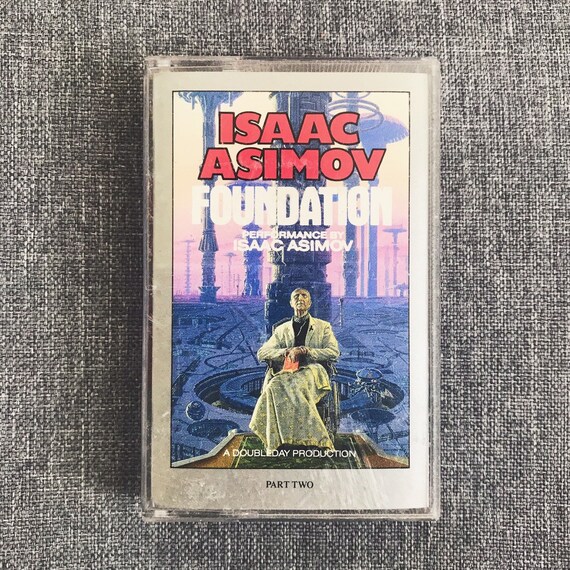 ISAAC
ASIMOV
FOUNDATION
PERFORMANCE BY
ISAAC ASIMOV
A DOUBLEDAY PRODUCTION
PART TWO